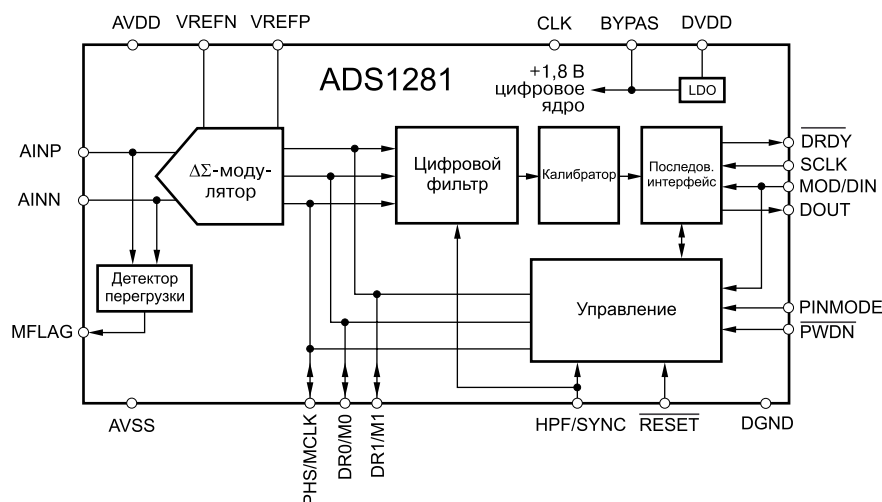 AVDD VREFN VREFP CLK BYPAS DVDD
ADS1281
+1,8 В
цифровое
ядро
LDO
AINP
AINN
ΔΣ-моду-
лятор
Цифровой
фильтр
Калибратор
Последов.
интерфейс
DRDY
SCLK
MOD/DIN
DOUT
Детектор
перегрузки
Управление
MFLAG
PINMODE
PWDN
AVSS
PHS/MCLK
DR0/M0
DR1/M1
HPF/SYNC
RESET
DGND